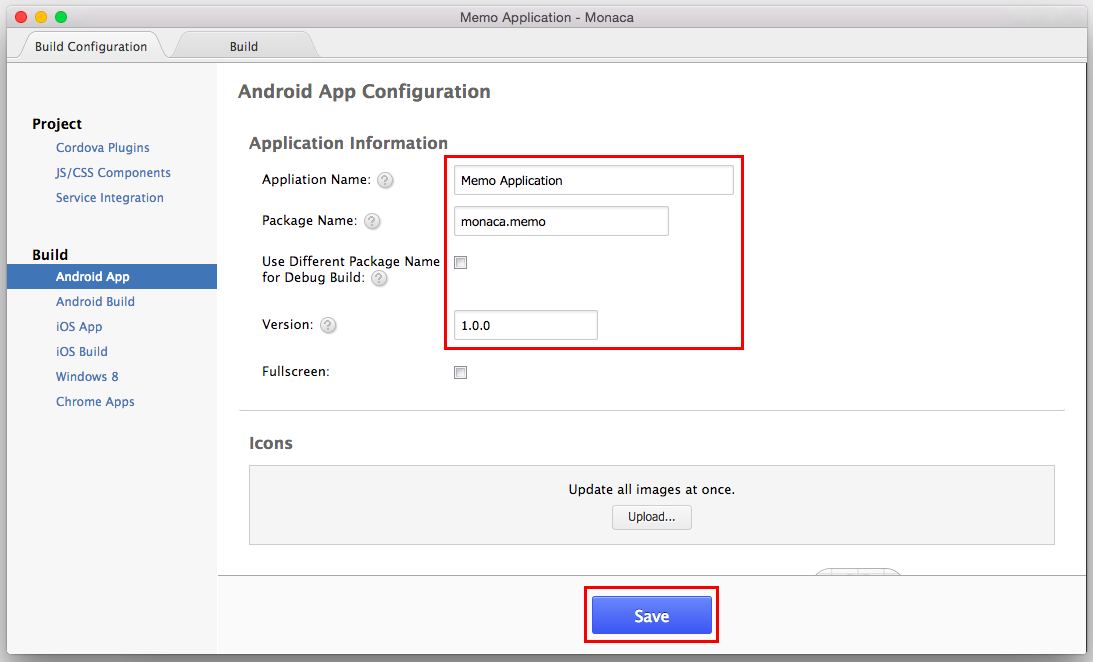 Memo Application - Monaca
Build Configuration
Build
Project
Cordova Plugins
JS/CSS Components
Service Integration
Build
Android App
Android Build
iOS App
iOS Build
Windows 8
Chrome Apps
Android App Configuration
Application Information
Appliation Name: ?
Memo Application
Package Name: ?
monaca.memo
Use Different Package Name
for Debug Build: ?
Version: ?
1.0.0
Fullscreen:
Icons
Update all images at once.
Upload...
Save